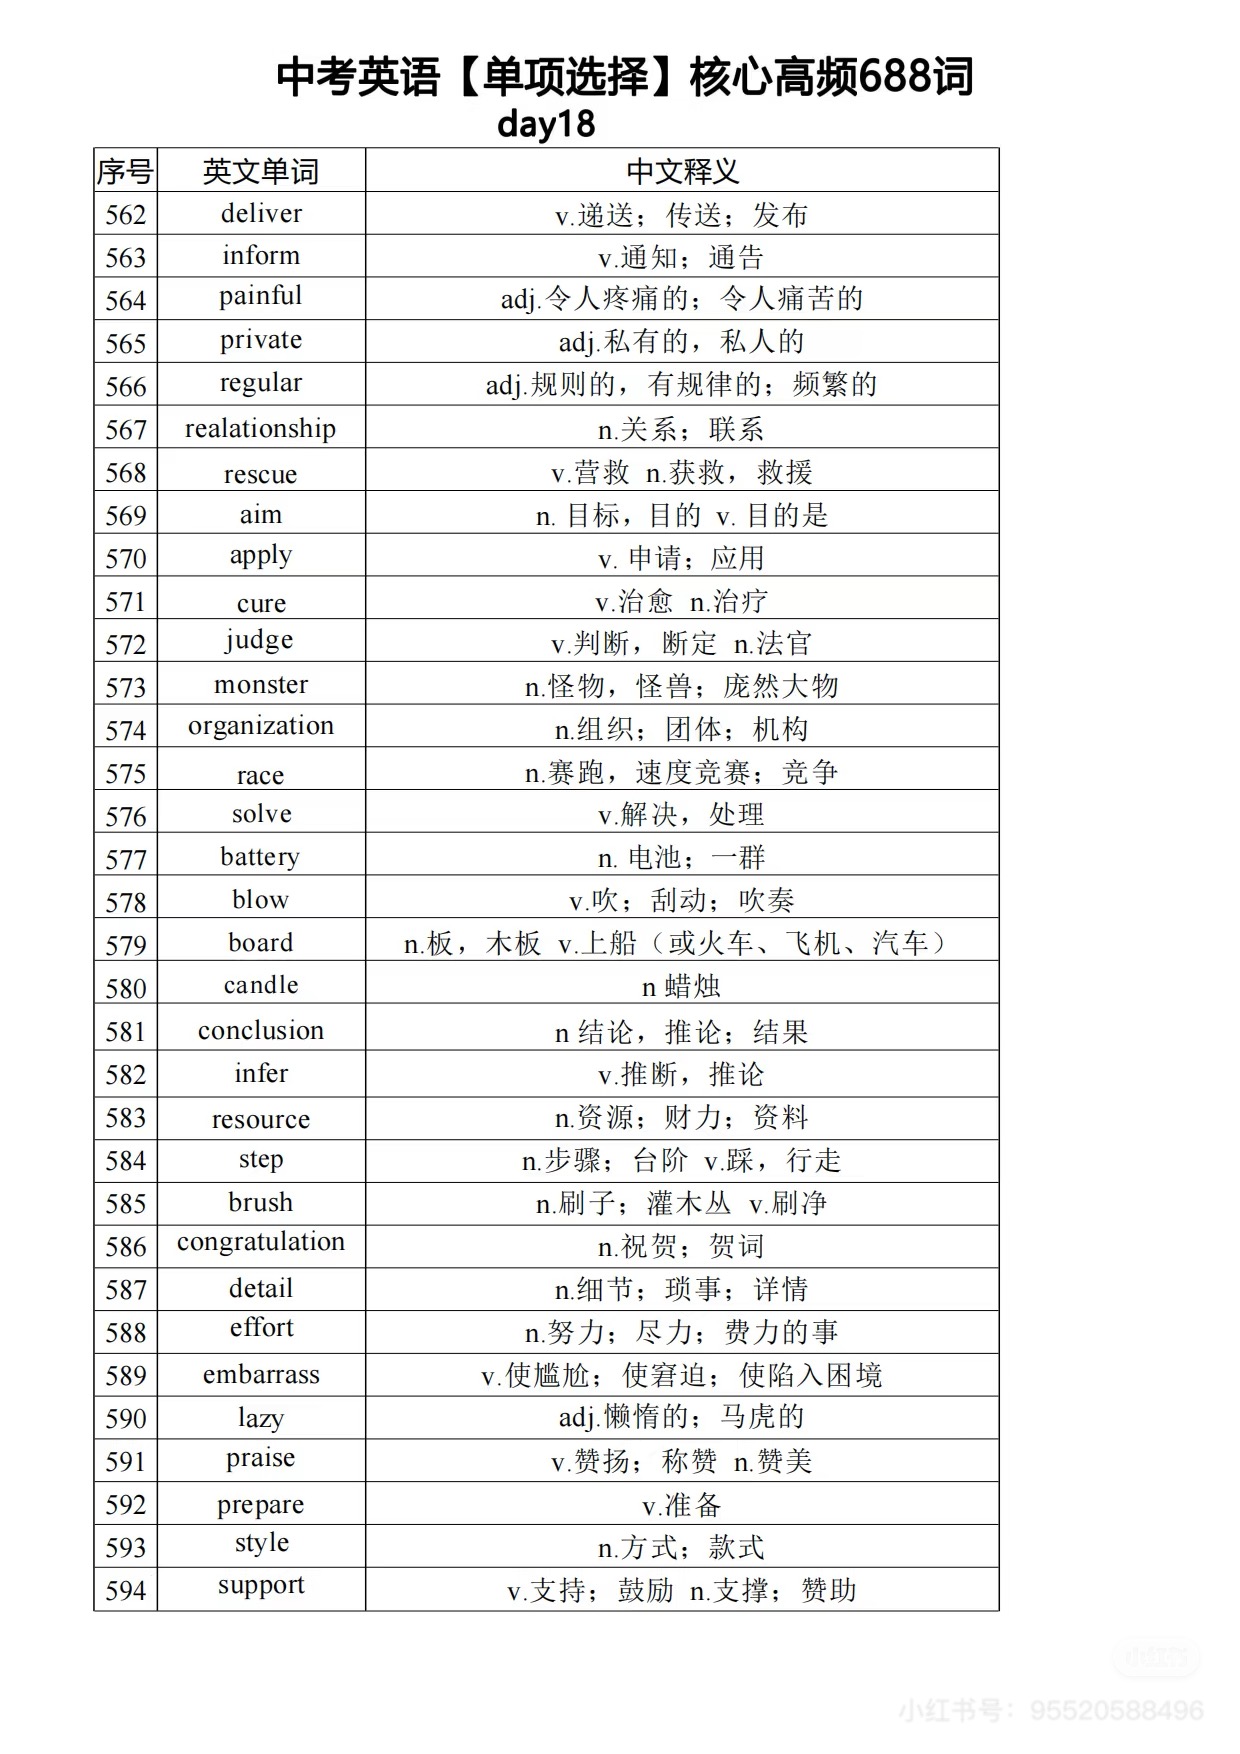 中考英语【单项选择】核心高频688词
day18
序号 英文单词 中文释义
562 deliver v.递送；传送；发布
563 inform v.通知；通告
564 painful adj.令人疼痛的；令人痛苦的
565 private adj.私有的，私人的
566 regular adj.规则的，有规律的；频繁的
567 realationship n.关系；联系
568 rescue v.营救 n.获救，救援
569 aim n. 目标，目的 v. 目的是
570 apply v. 申请；应用
571 cure v.治愈 n.治疗
572 judge v.判断，断定 n.法官
573 monster n.怪物，怪兽；庞然大物
574 organization n.组织；团体；机构
575 race n.赛跑，速度竞赛；竞争
576 solve v.解决，处理
577 battery n. 电池；一群
578 blow v.吹；刮动；吹奏
579 board n.板，木板 v.上船（或火车、飞机、汽车）
580 candle n 蜡烛
581 conclusion n 结论，推论；结果
582 infer v.推断，推论
583 resource n.资源；财力；资料
584 step n.步骤；台阶 v.踩，行走
585 brush n.刷子；灌木丛 v.刷净
586 congratulation n.祝贺；贺词
587 detail n.细节；琐事；详情
588 effort n.努力；尽力；费力的事
589 embarrass v.使尴尬；使窘迫；使陷入困境
590 lazy adj.懒惰的；马虎的
591 praise v.赞扬；称赞 n.赞美
592 prepare v.准备
593 style n.方式；款式
594 support v.支持；鼓励 n.支撑；赞助
小红书
小红书号：95520588496